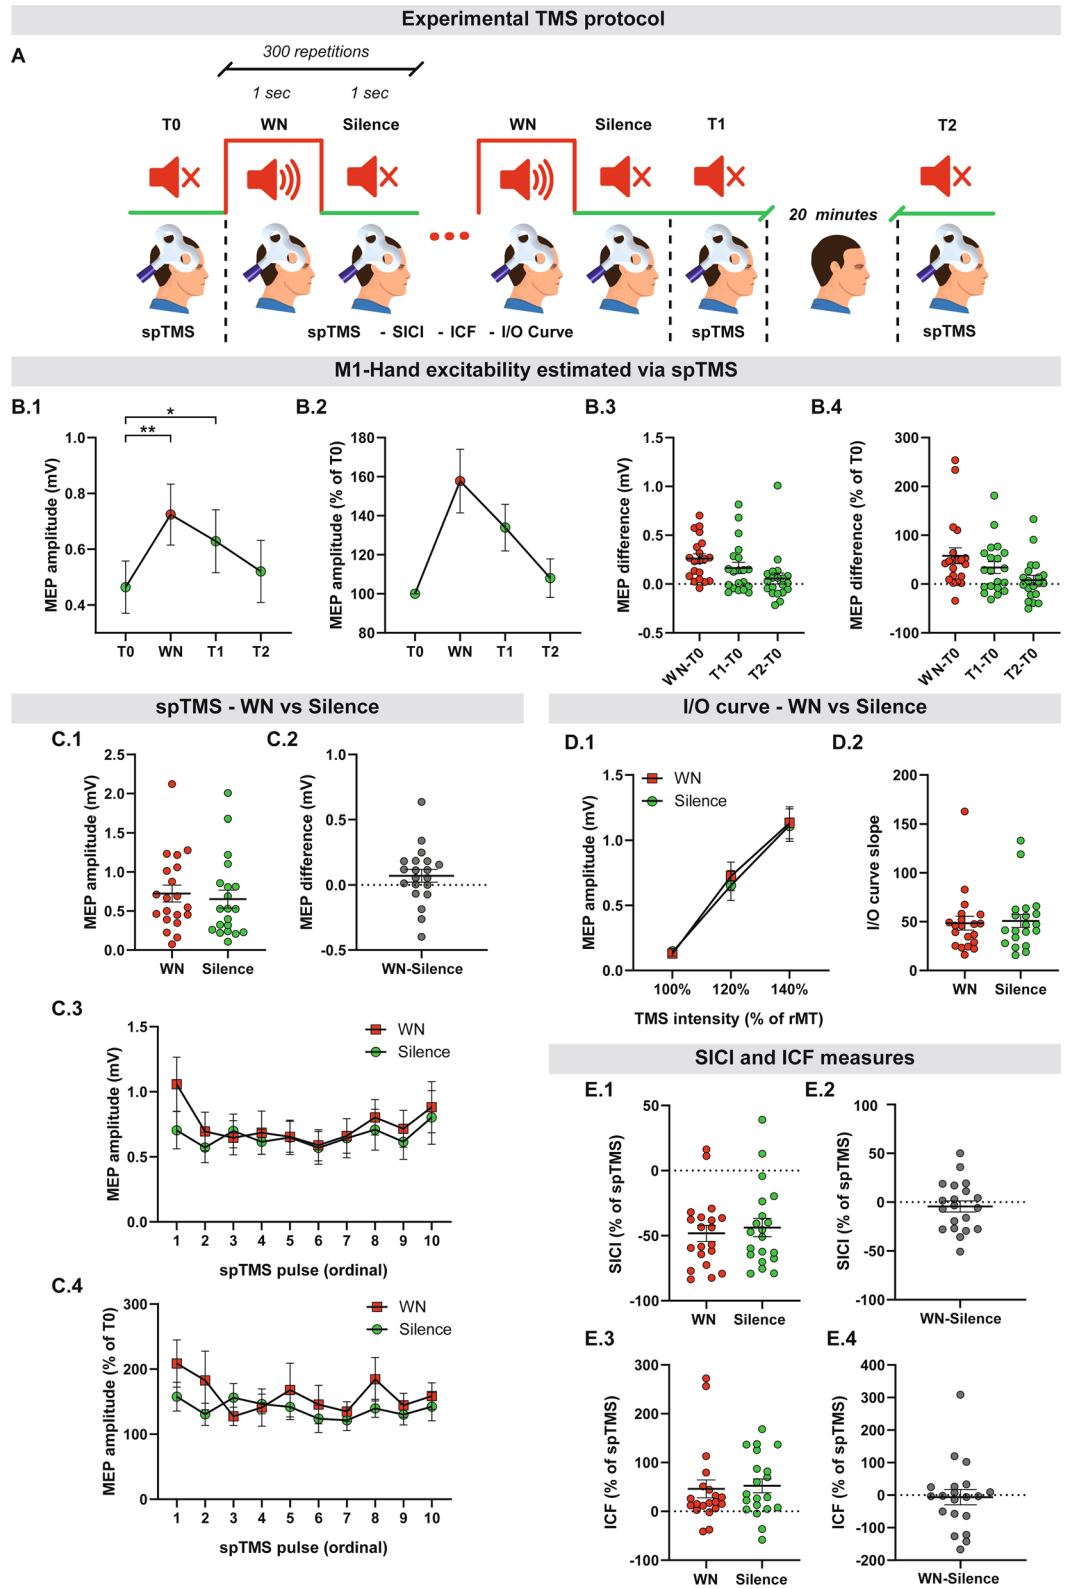 Experimental TMS protocol
A
300 repetitions
1 sec 1 sec
T0 WN Silence WN Silence T1 T2
20 minutes
spTMS spTMS - SICI - ICF - I/O Curve spTMS spTMS
M1-Hand excitability estimated via spTMS
B.1
* 
**
MEP amplitude (mV)
1.0
0.8
0.6
0.4
T0 WN T1 T2
B.2
MEP amplitude (% of T0)
180
160
140
120
100
80
T0 WN T1 T2
B.3
MEP difference (mV)
1.5
1.0
0.5
0.0
-0.5
WN-T0 T1-T0 T2-T0
B.4
MEP difference (% of T0)
300
200
100
0
-100
WN-T0 T1-T0 T2-T0
spTMS - WN vs Silence
C.1
MEP amplitude (mV)
2.5
2.0
1.5
1.0
0.5
0.0
WN Silence
C.2
MEP difference (mV)
1.0
0.5
0.0
-0.5
WN-Silence
C.3
MEP amplitude (mV)
1.5
1.0
0.5
0.0
WN
Silence
1 2 3 4 5 6 7 8 9 10
spTMS pulse (ordinal)
C.4
MEP amplitude (% of T0)
300
200
100
0
WN
Silence
1 2 3 4 5 6 7 8 9 10
spTMS pulse (ordinal)
I/O curve - WN vs Silence
D.1
MEP amplitude (mV)
1.5
1.0
0.5
0.0
WN
Silence
100% 120% 140%
TMS intensity (% of rMT)
D.2
I/O curve slope
200
150
100
50
0
WN Silence
SICI and ICF measures
E.1
SICI (% of spTMS)
50
0
-50
-100
WN Silence
E.2
SICI (% of spTMS)
100
50
0
-50
-100
WN-Silence
E.3
ICF (% of spTMS)
300
200
100
0
-100
WN Silence
E.4
ICF (% of spTMS)
400
300
200
100
0
-100
-200
WN-Silence